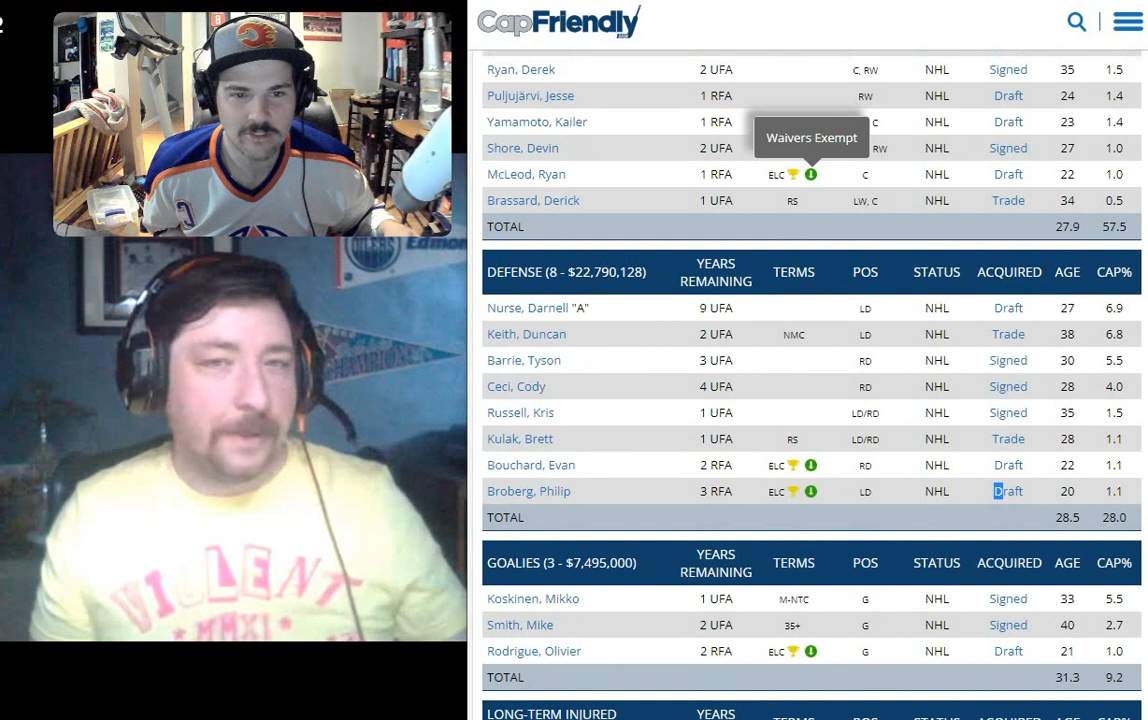 2
CapFriendly
Ryan, Derek 2 UFA C, RW NHL Signed 35 1.5
Puljujärvi, Jesse 1 RFA RW NHL Draft 24 1.4
Yamamoto, Kailer 1 RFA C NHL Draft 23 1.4
Waivers Exempt
Shore, Devin 2 UFA RW NHL Signed 27 1.0
McLeod, Ryan 1 RFA ELC C NHL Draft 22 1.0
Brassard, Derick 1 UFA RS LW, C NHL Trade 34 0.5
TOTAL 27.9 57.5
DEFENSE (8 - $22,790,128) YEARS REMAINING TERMS POS STATUS ACQUIRED AGE CAP%
Nurse, Darnell "A" 9 UFA LD NHL Draft 27 6.9
Keith, Duncan 2 UFA NMC LD NHL Trade 38 6.8
Barrie, Tyson 3 UFA RD NHL Signed 30 5.5
Ceci, Cody 4 UFA RD NHL Signed 28 4.0
Russell, Kris 1 UFA LD/RD NHL Signed 35 1.5
Kulak, Brett 1 UFA RS LD/RD NHL Trade 28 1.1
Bouchard, Evan 2 RFA ELC RD NHL Draft 22 1.1
Broberg, Philip 3 RFA ELC LD NHL Draft 20 1.1
TOTAL 28.5 28.0
GOALIES (3 - $7,495,000) YEARS REMAINING TERMS POS STATUS ACQUIRED AGE CAP%
Koskinen, Mikko 1 UFA M-NTC G NHL Signed 33 5.5
Smith, Mike 2 UFA 35+ G NHL Signed 40 2.7
Rodrigue, Olivier 2 RFA ELC G NHL Draft 21 1.0
TOTAL 31.3 9.2
LONG-TERM INJURED YEARS
OILERS
Edmon
CHAMPIONS
VIOLENT
MMXI